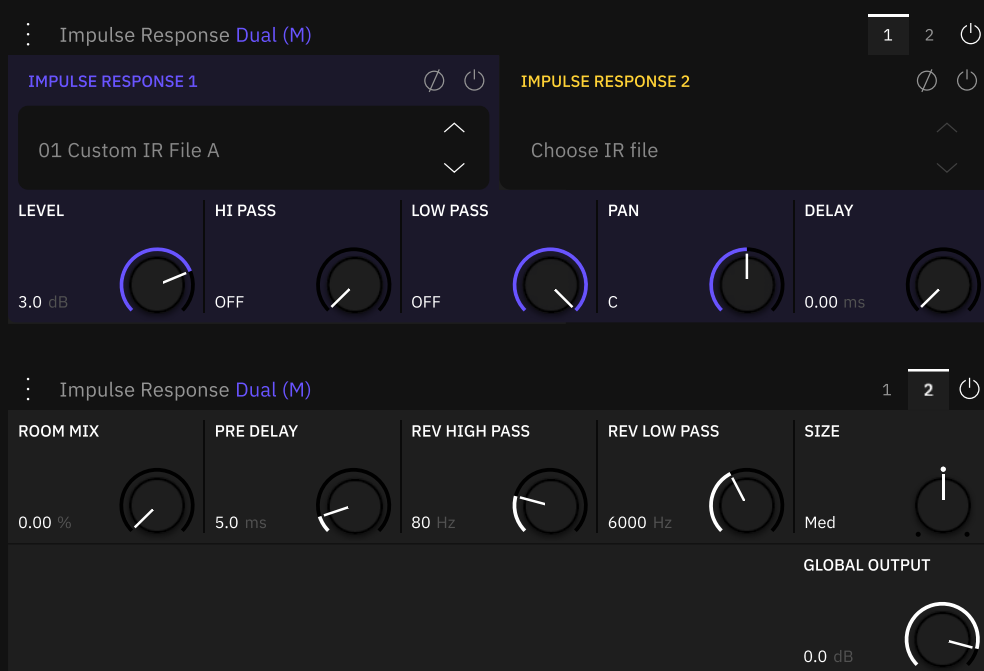 Impulse Response Dual (M) 1 2
IMPULSE RESPONSE 1 IMPULSE RESPONSE 2
01 Custom IR File A Choose IR file
LEVEL HI PASS LOW PASS PAN DELAY
3.0 dB OFF OFF C 0.00 ms
Impulse Response Dual (M) 1 2
ROOM MIX PRE DELAY REV HIGH PASS REV LOW PASS SIZE
0.00 % 5.0 ms 80 Hz 6000 Hz Med
GLOBAL OUTPUT
0.0 dB